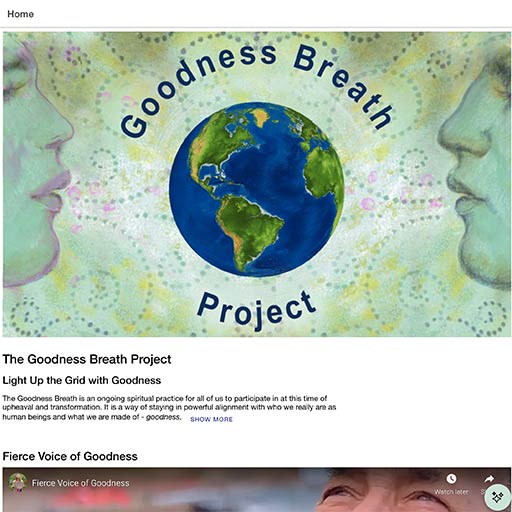 Home
Goodness Breath
Project
The Goodness Breath Project
Light Up the Grid with Goodness
The Goodness Breath is an ongoing spiritual practice for all of us to participate in at this time of
upheaval and transformation. It is a way of staying in powerful alignment with who we really are as
human beings and what we are made of - goodness. SHOW MORE
Fierce Voice of Goodness
Fierce Voice of Goodness
Watch later